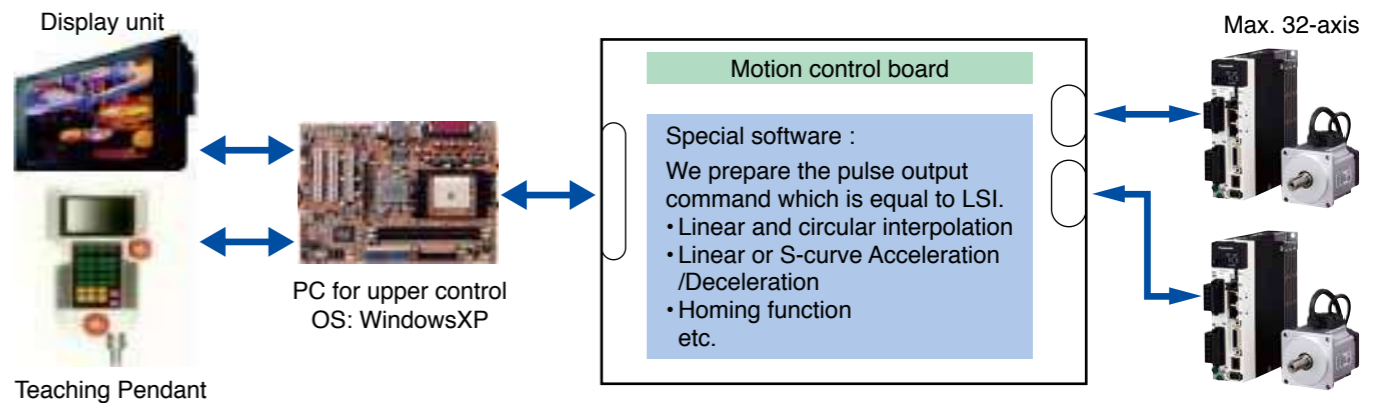 Display unit
Teaching Pendant
PC for upper control
OS: WindowsXP
Motion control board
Special software :
We prepare the pulse output
command which is equal to LSI.
・Linear and circular interpolation
・Linear or S-curve Acceleration
/Deceleration
・Homing function
etc.
Max. 32-axis